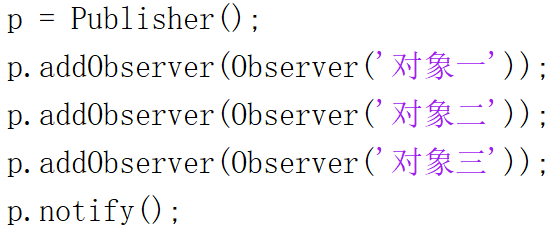 p = Publisher();
p.addObserver(Observer('对象一'));
p.addObserver(Observer('对象二'));
p.addObserver(Observer('对象三'));
p.notify();